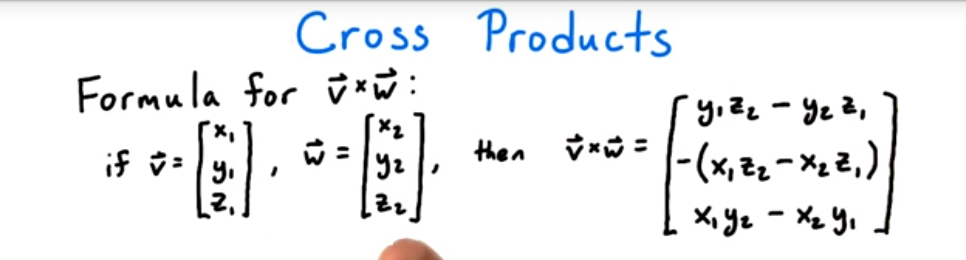 Cross Products
Formula for v⃗ × w⃗ :
if v⃗ = [x₁ y₁ z₁], w⃗ = [x₂ y₂ z₂], then v⃗ × w⃗ = [y₁z₂ − y₂z₁ −(x₁z₂ − x₂z₁) x₁y₂ − x₂y₁]